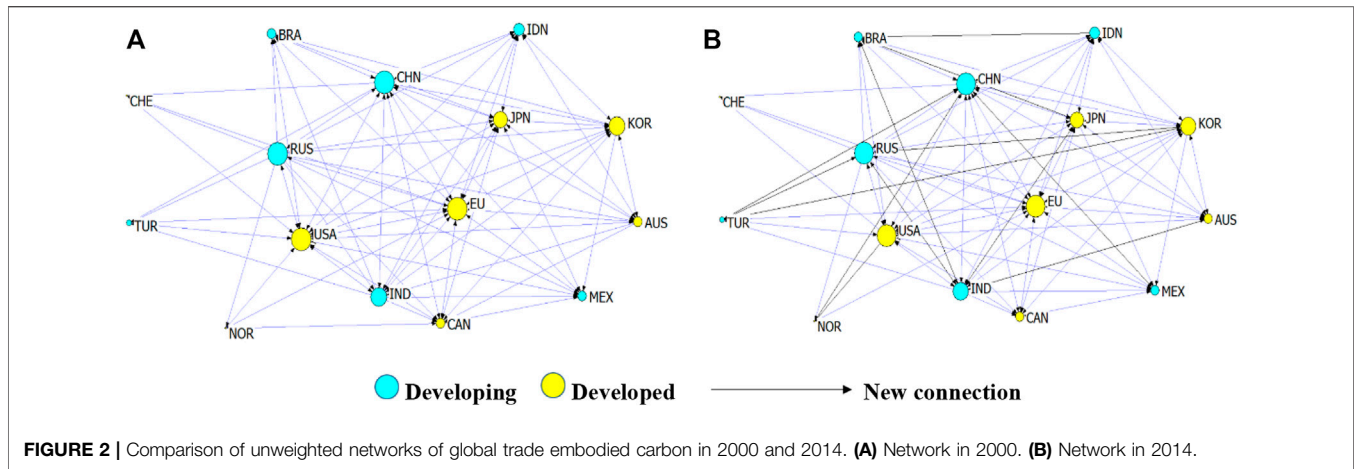 A
BRA
IDN
CHN
CHE
JPN
KOR
RUS
EU
TUR
USA
AUS
IND
MEX
NOR
CAN
B
BRA
IDN
CHN
CHE
JPN
KOR
RUS
EU
TUR
USA
AUS
IND
MEX
NOR
CAN
Developing Developed New connection
FIGURE 2 | Comparison of unweighted networks of global trade embodied carbon in 2000 and 2014. (A) Network in 2000. (B) Network in 2014.